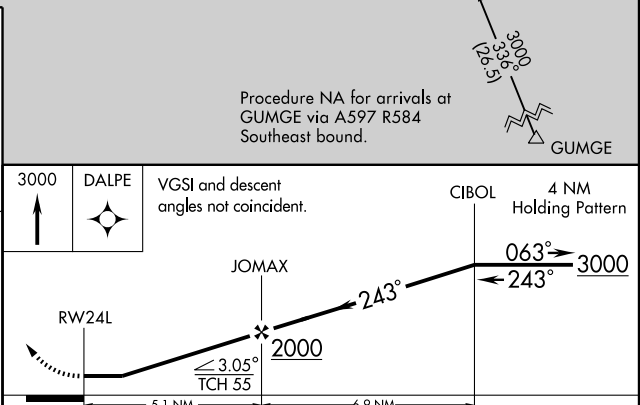 3000
336°
(26.5)
Procedure NA for arrivals at
GUMGE via A597 R584
Southeast bound.
GUMGE
3000
DALPE
VGSI and descent
angles not coincident.
CIBOL
4 NM
Holding Pattern
063°
243°
3000
JOMAX
243°
RW24L
2000
3.05°
TCH 55
5.1 NM
6.9 NM